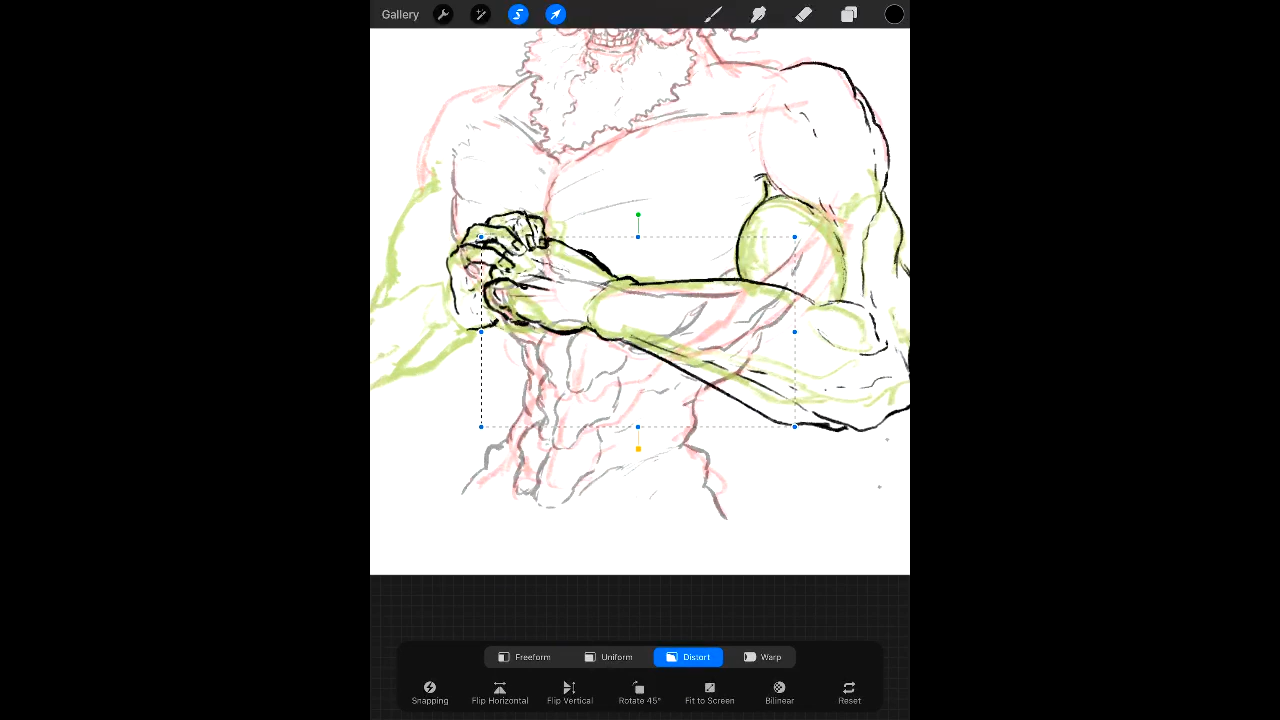 Gallery
Freeform Uniform Distort Warp
Snapping Flip Horizontal Flip Vertical Rotate 45° Fit to Screen Bilinear Reset